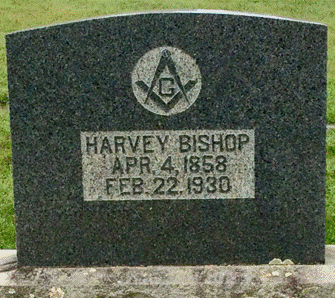 G
HARVEY BISHOP
APR. 4, 1858
FEB. 22, 1930